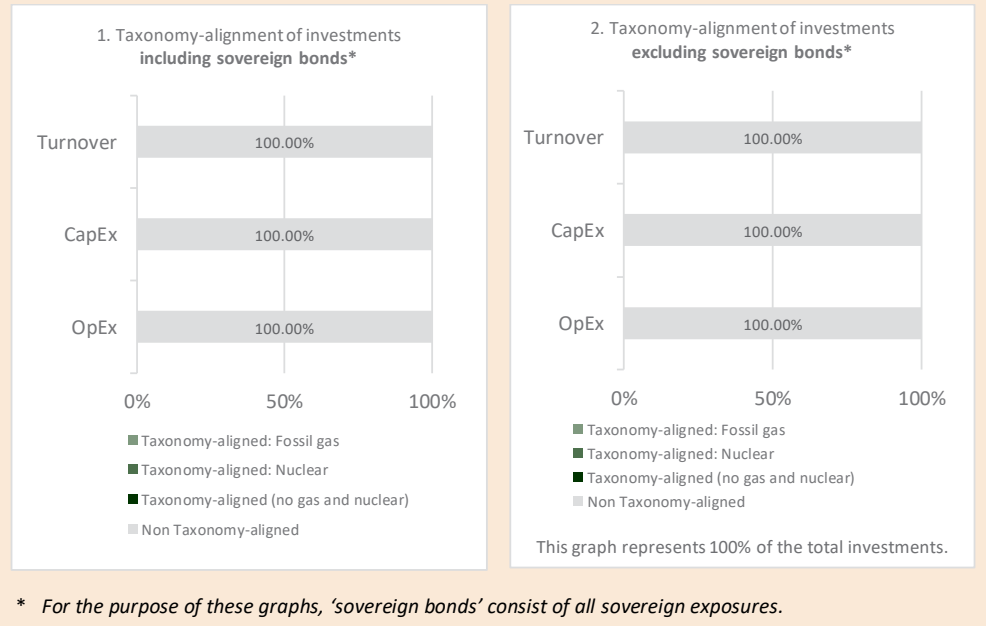 1. Taxonomy-alignment of investments
including sovereign bonds*
Turnover
100.00%
CapEx
100.00%
OpEx
100.00%
0% 50% 100%
Taxonomy-aligned: Fossil gas
Taxonomy-aligned: Nuclear
Taxonomy-aligned (no gas and nuclear)
Non Taxonomy-aligned
2. Taxonomy-alignment of investments
excluding sovereign bonds*
Turnover
100.00%
CapEx
100.00%
OpEx
100.00%
0% 50% 100%
Taxonomy-aligned: Fossil gas
Taxonomy-aligned: Nuclear
Taxonomy-aligned (no gas and nuclear)
Non Taxonomy-aligned
This graph represents 100% of the total investments.
* For the purpose of these graphs, ‘sovereign bonds’ consist of all sovereign exposures.